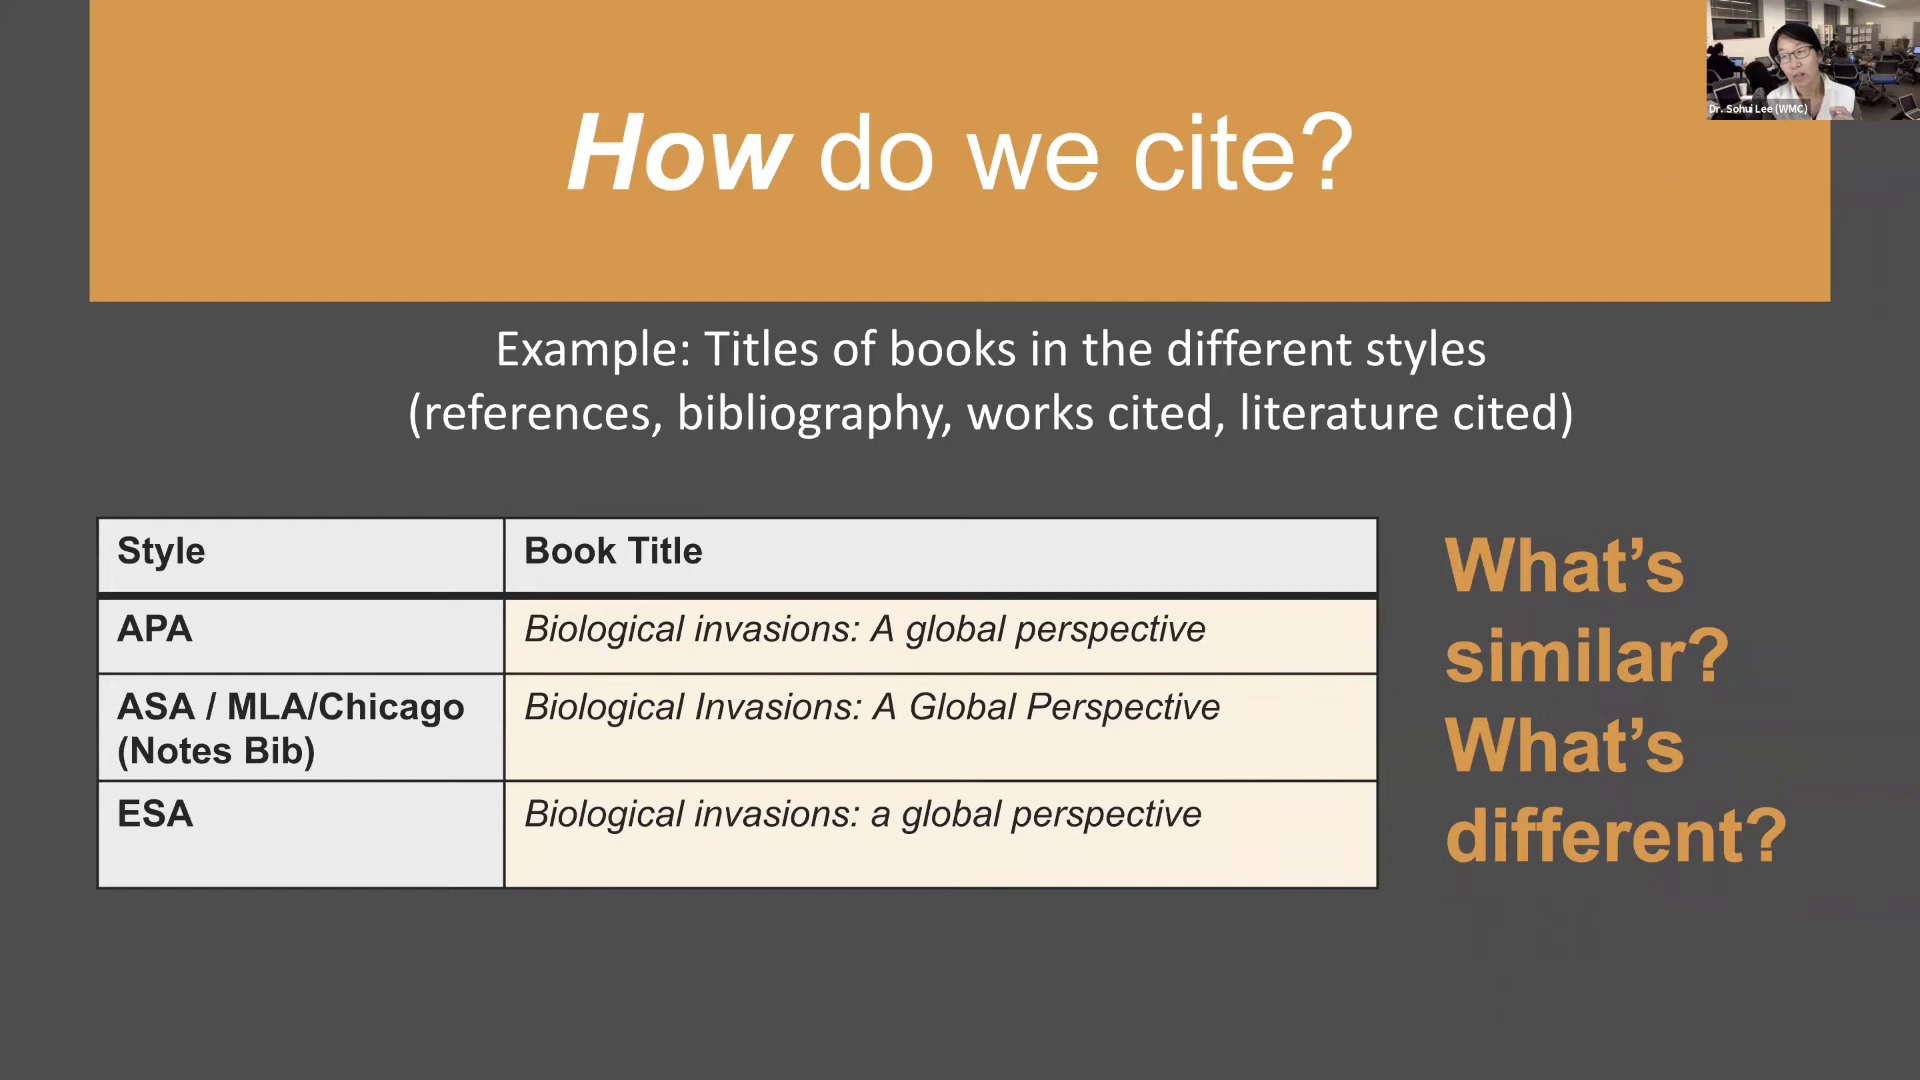 How do we cite?
Dr. Sohui Lee (WMC)
Example: Titles of books in the different styles
(references, bibliography, works cited, literature cited)
Style
Book Title
APA
Biological invasions: A global perspective
ASA / MLA/Chicago
(Notes Bib)
Biological Invasions: A Global Perspective
ESA
Biological invasions: a global perspective
What’s
similar?
What’s
different?